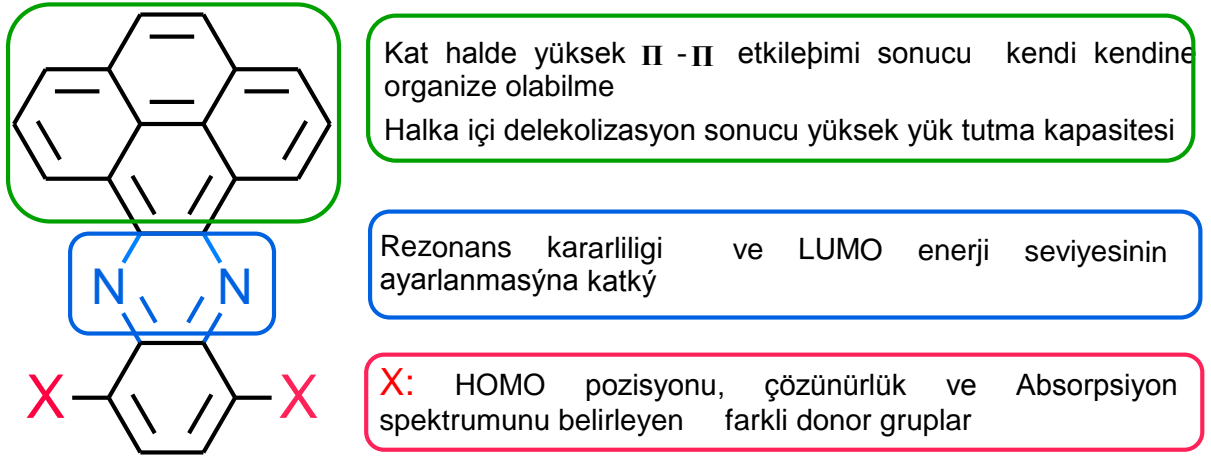 Kat halde yüksek Π -Π etkileþimi sonucu kendi kendine
organize olabilme
Halka içi delekolizasyon sonucu yüksek yük tutma kapasitesi
Rezonans kararliligi ve LUMO enerji seviyesinin
ayarlanmasýna katký
N N
X X
X: HOMO pozisyonu, çözünürlük ve Absorpsiyon
spektrumunu belirleyen farkli donor gruplar